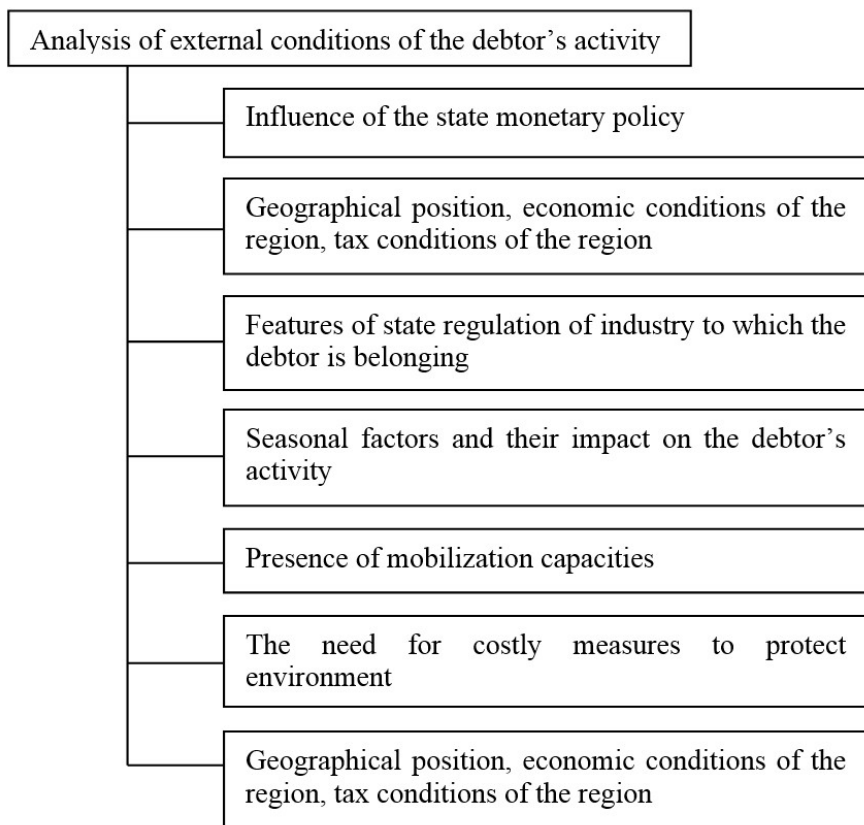 Analysis of external conditions of the debtor’s activity
Influence of the state monetary policy
Geographical position, economic conditions of the
region, tax conditions of the region
Features of state regulation of industry to which the
debtor is belonging
Seasonal factors and their impact on the debtor’s
activity
Presence of mobilization capacities
The need for costly measures to protect
environment
Geographical position, economic conditions of the
region, tax conditions of the region